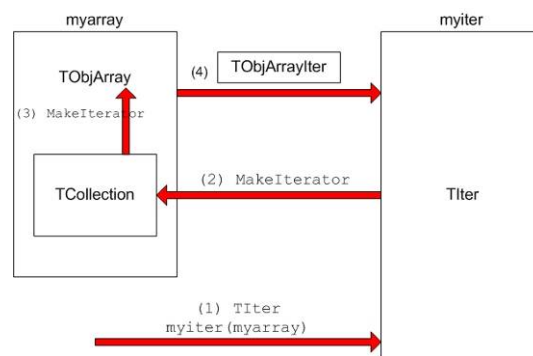 myarray
myiter
TObjArray
(4)
TObjArrayIter
(3) MakeIterator
TCollection
(2) MakeIterator
TIter
(1) TIter
myiter(myarray)